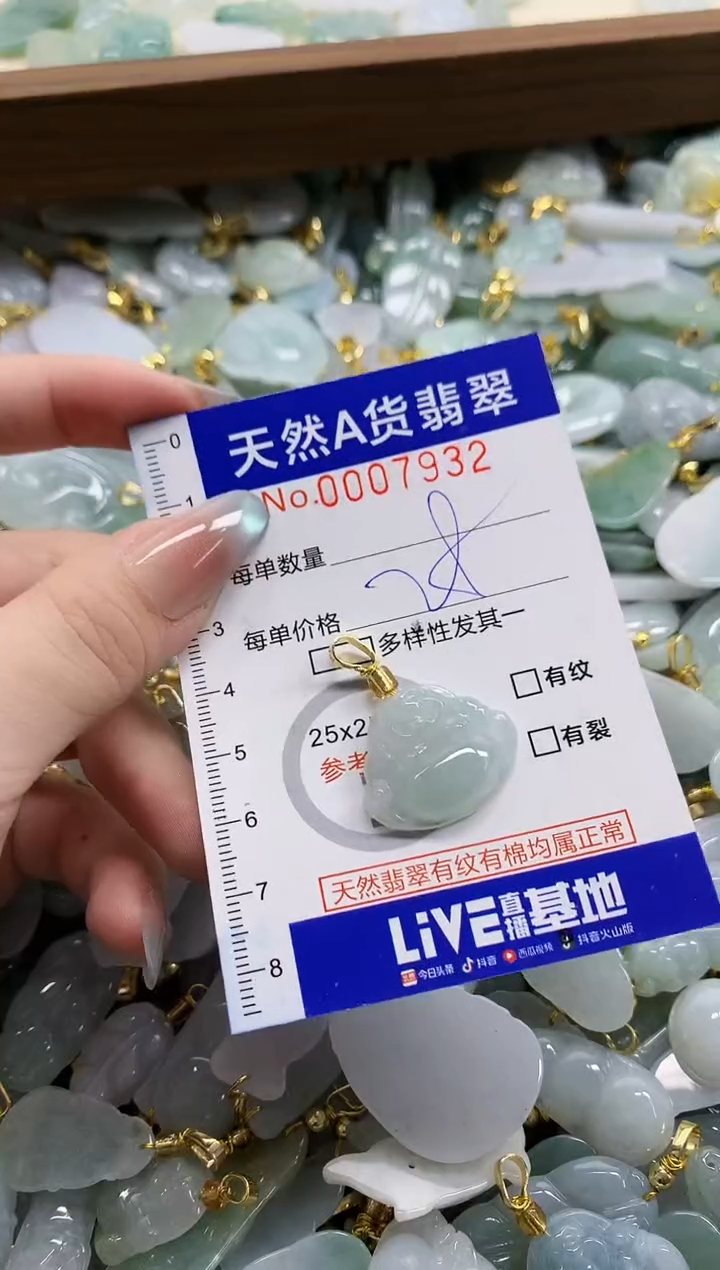 天然A货翡翠
No.0007932
每单数量
每单价格
多样性发其一
有纹
25x2
有裂
参考
天然翡翠有纹有棉均属正常
LiVE直播基地
今日头条 抖音 西瓜视频 抖音火山版
0
1
3
4
5
6
7
8